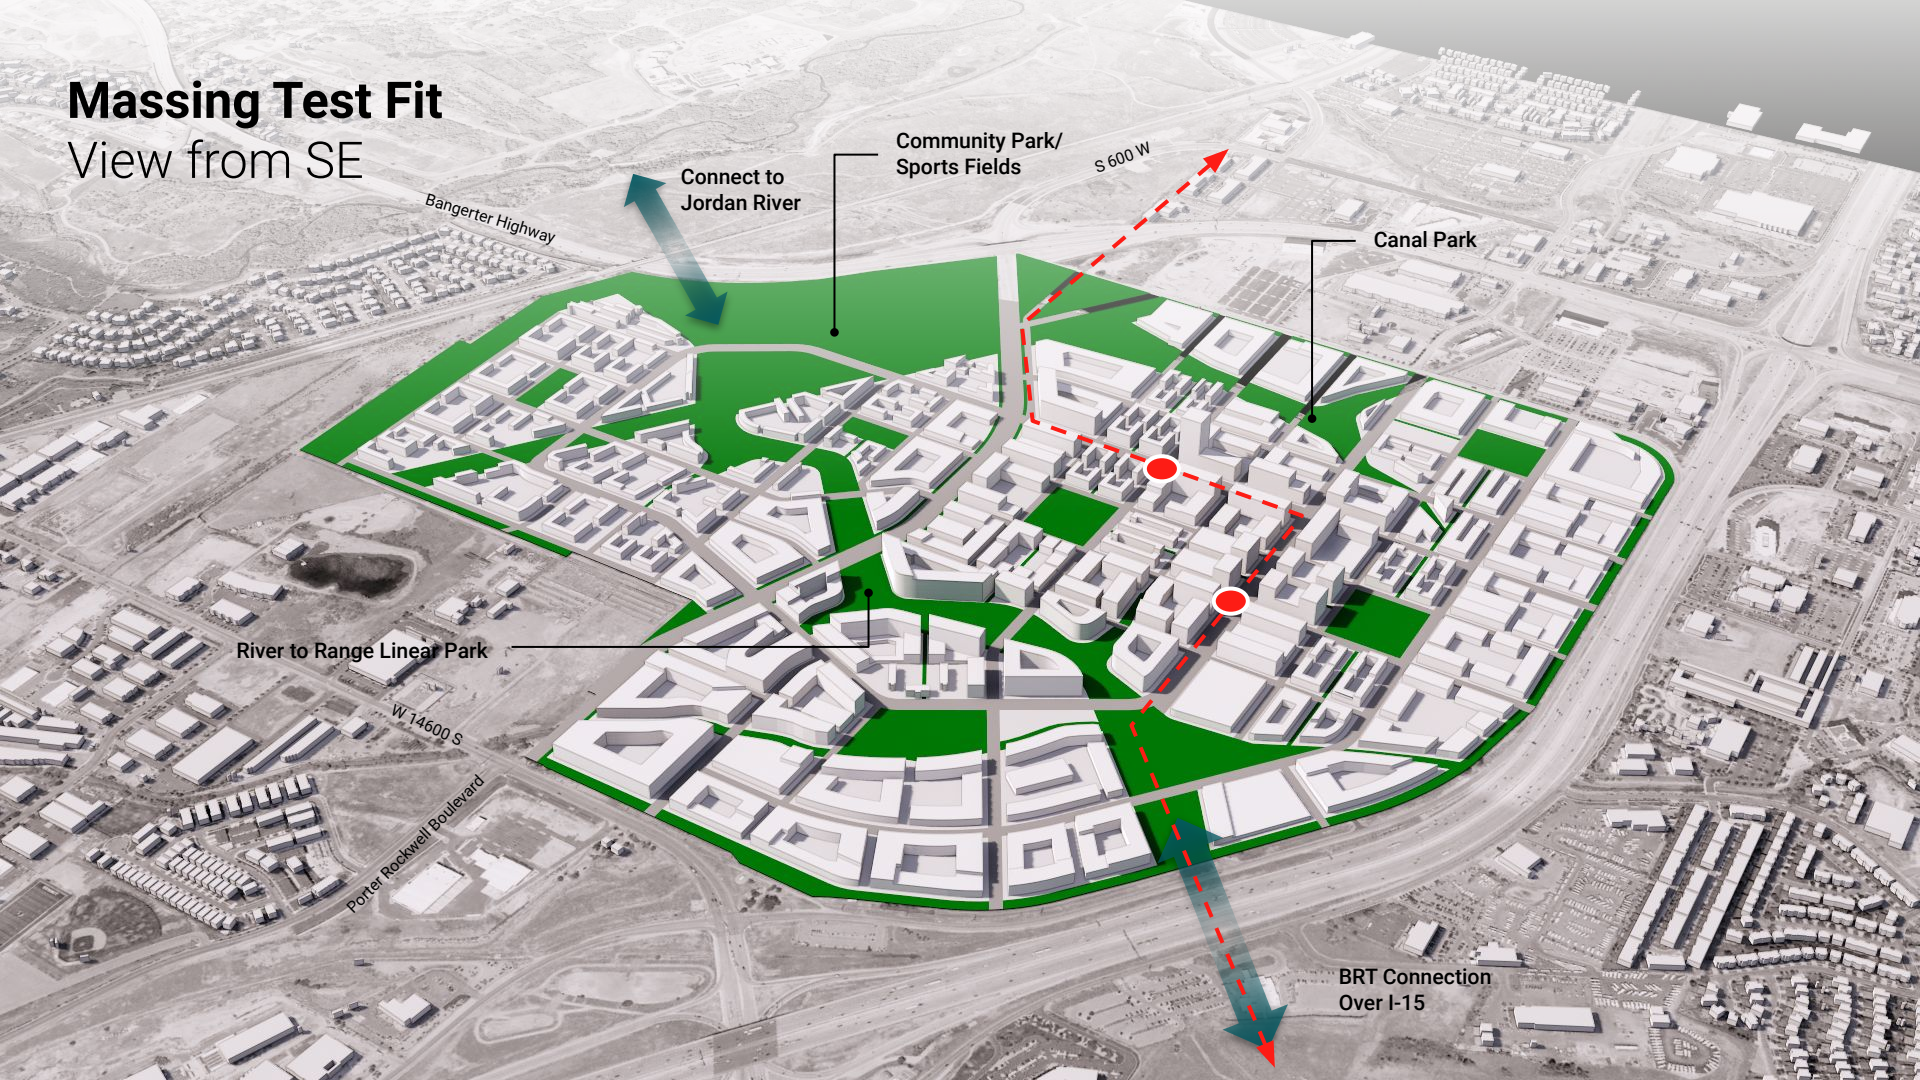 Massing Test Fit
View from SE
Community Park/
Sports Fields
S 600 W
Connect to
Jordan River
Bangerter Highway
Canal Park
River to Range Linear Park
W 14600 S
Porter Rockwell Boulevard
BRT Connection
Over I-15